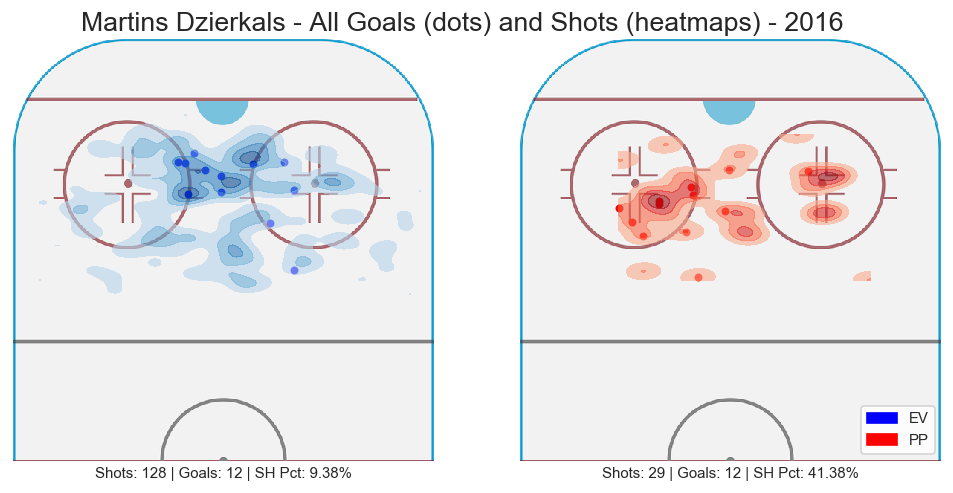 Martins Dzierkals - All Goals (dots) and Shots (heatmaps) - 2016
EV
PP
Shots: 128 | Goals: 12 | SH Pct: 9.38%
Shots: 29 | Goals: 12 | SH Pct: 41.38%